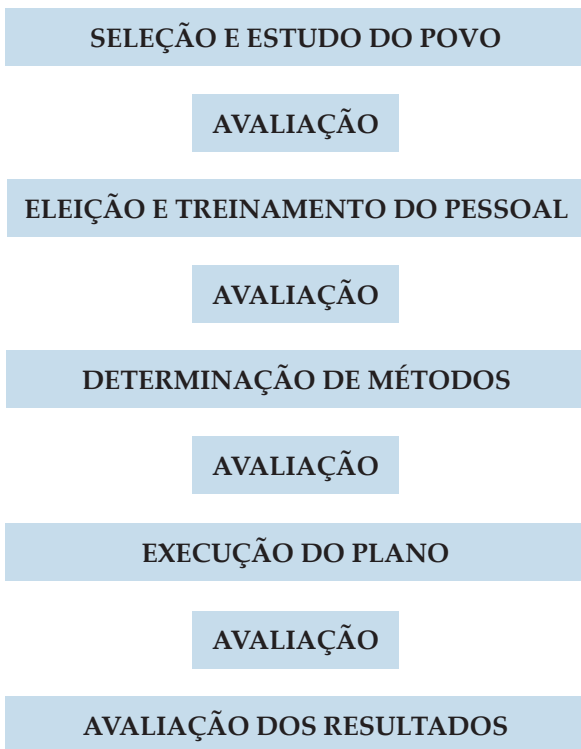 SELEÇÃO E ESTUDO DO POVO
AVALIAÇÃO
ELEIÇÃO E TREINAMENTO DO PESSOAL
AVALIAÇÃO
DETERMINAÇÃO DE MÉTODOS
AVALIAÇÃO
EXECUÇÃO DO PLANO
AVALIAÇÃO
AVALIAÇÃO DOS RESULTADOS